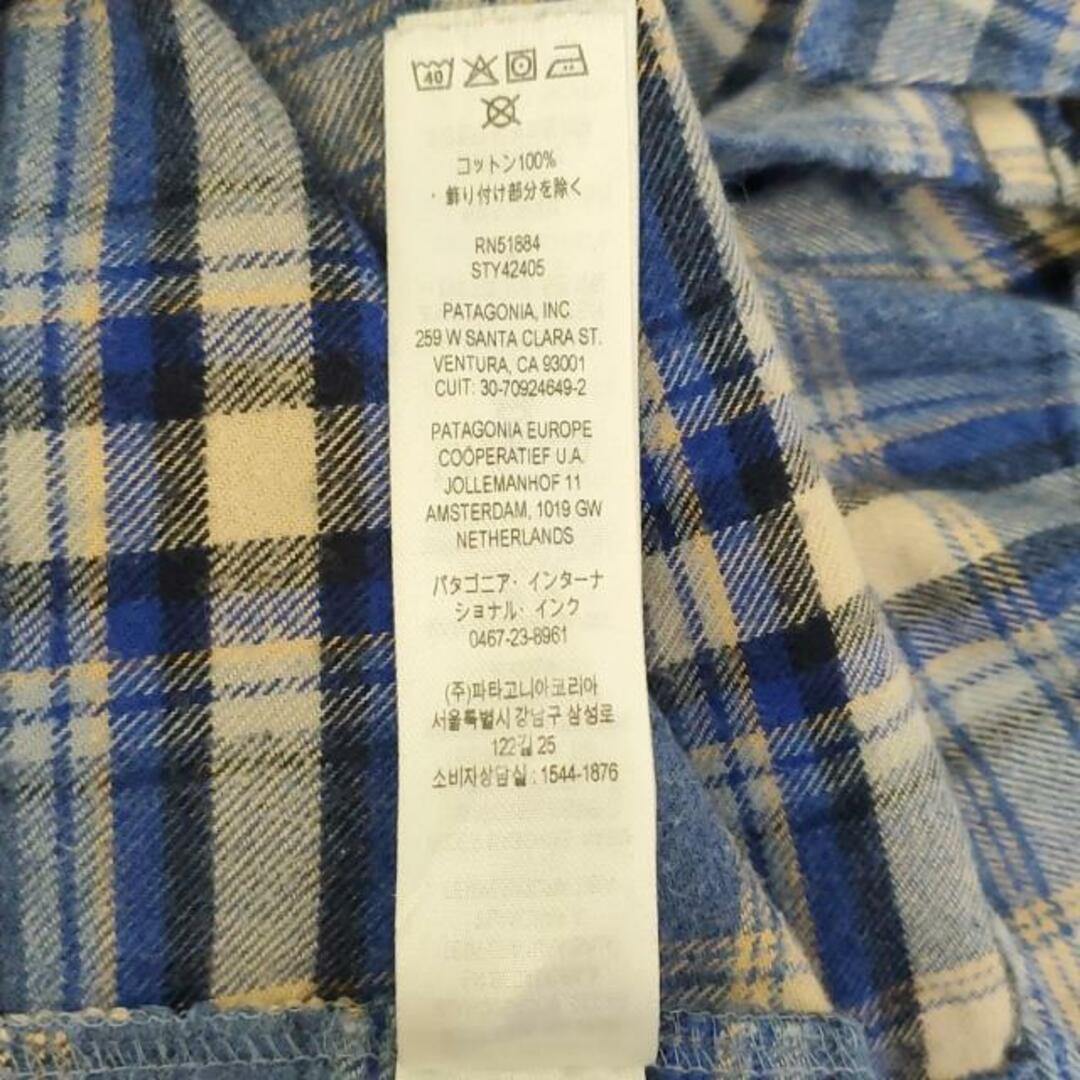 40
コットン100%
・ 飾り付け部分を除く
RN51884
STY42405
PATAGONIA, INC
259 W SANTA CLARA ST.
VENTURA, CA 93001
CUIT: 30-70924649-2
PATAGONIA EUROPE
COÖPERATIEF U.A.
JOLLEMANHOF 11
AMSTERDAM, 1019 GW
NETHERLANDS
パタゴニア・インターナ
ショナル・インク
0467-23-8961
(주)파타고니아코리아
서울특별시 강남구 삼성로
122길 25
소비자상담실 : 1544-1876